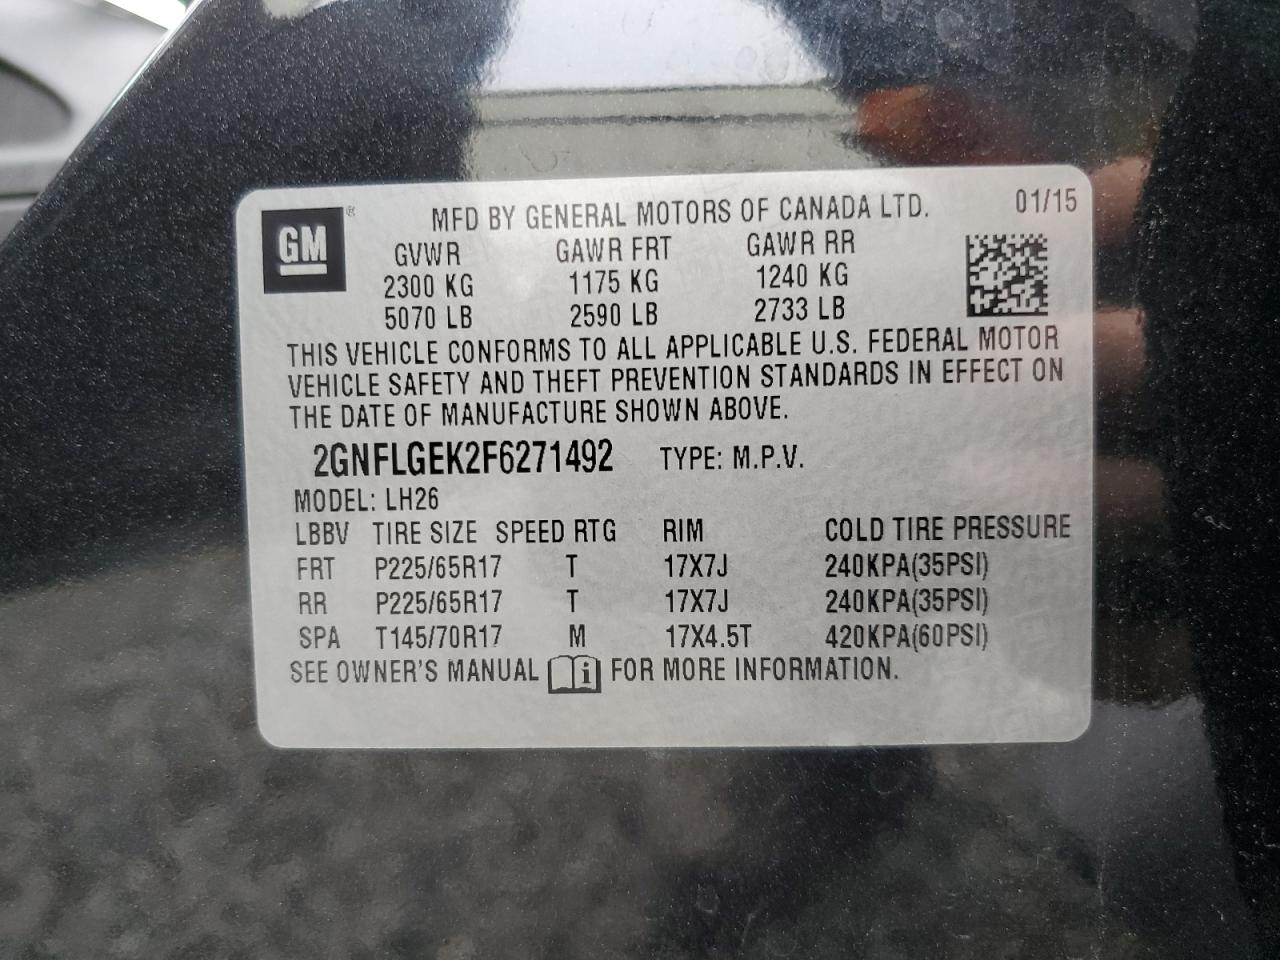 GM ® MFD BY GENERAL MOTORS OF CANADA LTD. 01/15
GVWR GAWR FRT GAWR RR
2300 KG 1175 KG 1240 KG
5070 LB 2590 LB 2733 LB
THIS VEHICLE CONFORMS TO ALL APPLICABLE U.S. FEDERAL MOTOR
VEHICLE SAFETY AND THEFT PREVENTION STANDARDS IN EFFECT ON
THE DATE OF MANUFACTURE SHOWN ABOVE.
2GNFLGEK2F6271492 TYPE: M.P.V.
MODEL: LH26
LBBV TIRE SIZE SPEED RTG RIM COLD TIRE PRESSURE
FRT P225/65R17 T 17X7J 240KPA(35PSI)
RR P225/65R17 T 17X7J 240KPA(35PSI)
SPA T145/70R17 M 17X4.5T 420KPA(60PSI)
SEE OWNER'S MANUAL i FOR MORE INFORMATION.